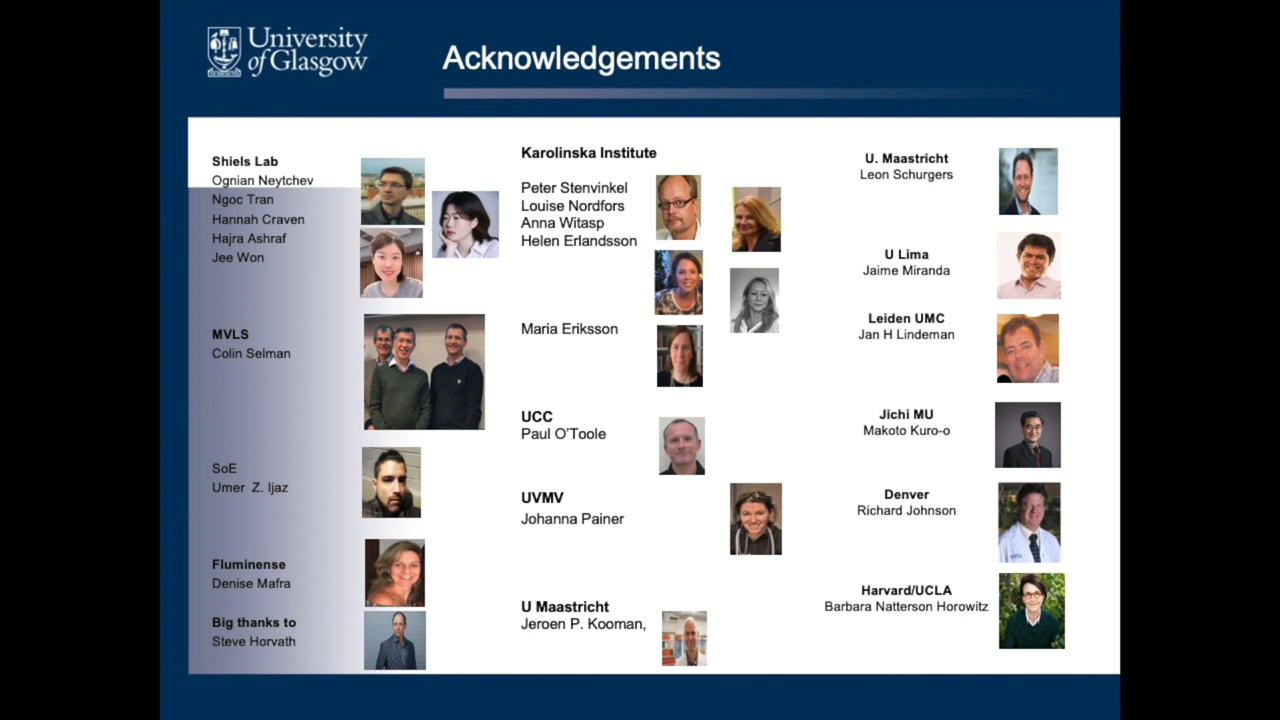 University
of Glasgow
Acknowledgements
Shiels Lab
Ognian Neytchev
Ngoc Tran
Hannah Craven
Hajra Ashraf
Jee Won
MVLS
Colin Selman
SoE
Umer Z. Ijaz
Fluminense
Denise Mafra
Big thanks to
Steve Horvath
Karolinska Institute
Peter Stenvinkel
Louise Nordfors
Anna Witasp
Helen Erlandsson
Maria Eriksson
UCC
Paul O'Toole
UVMV
Johanna Painer
U Maastricht
Jeroen P. Kooman,
U. Maastricht
Leon Schurgers
U Lima
Jaime Miranda
Leiden UMC
Jan H Lindeman
Jichi MU
Makoto Kuro-o
Denver
Richard Johnson
Harvard/UCLA
Barbara Natterson Horowitz